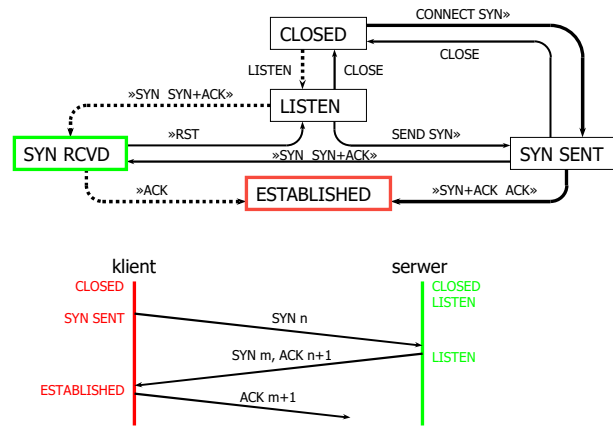 CONNECT SYN»
CLOSED
CLOSE
LISTEN
CLOSE
»SYN SYN+ACK»
LISTEN
»RST
SEND SYN»
SYN RCVD
»SYN SYN+ACK»
SYN SENT
»ACK
ESTABLISHED
»SYN+ACK ACK»
klient
serwer
CLOSED
CLOSED
LISTEN
SYN SENT
SYN n
SYN m, ACK n+1
LISTEN
ESTABLISHED
ACK m+1